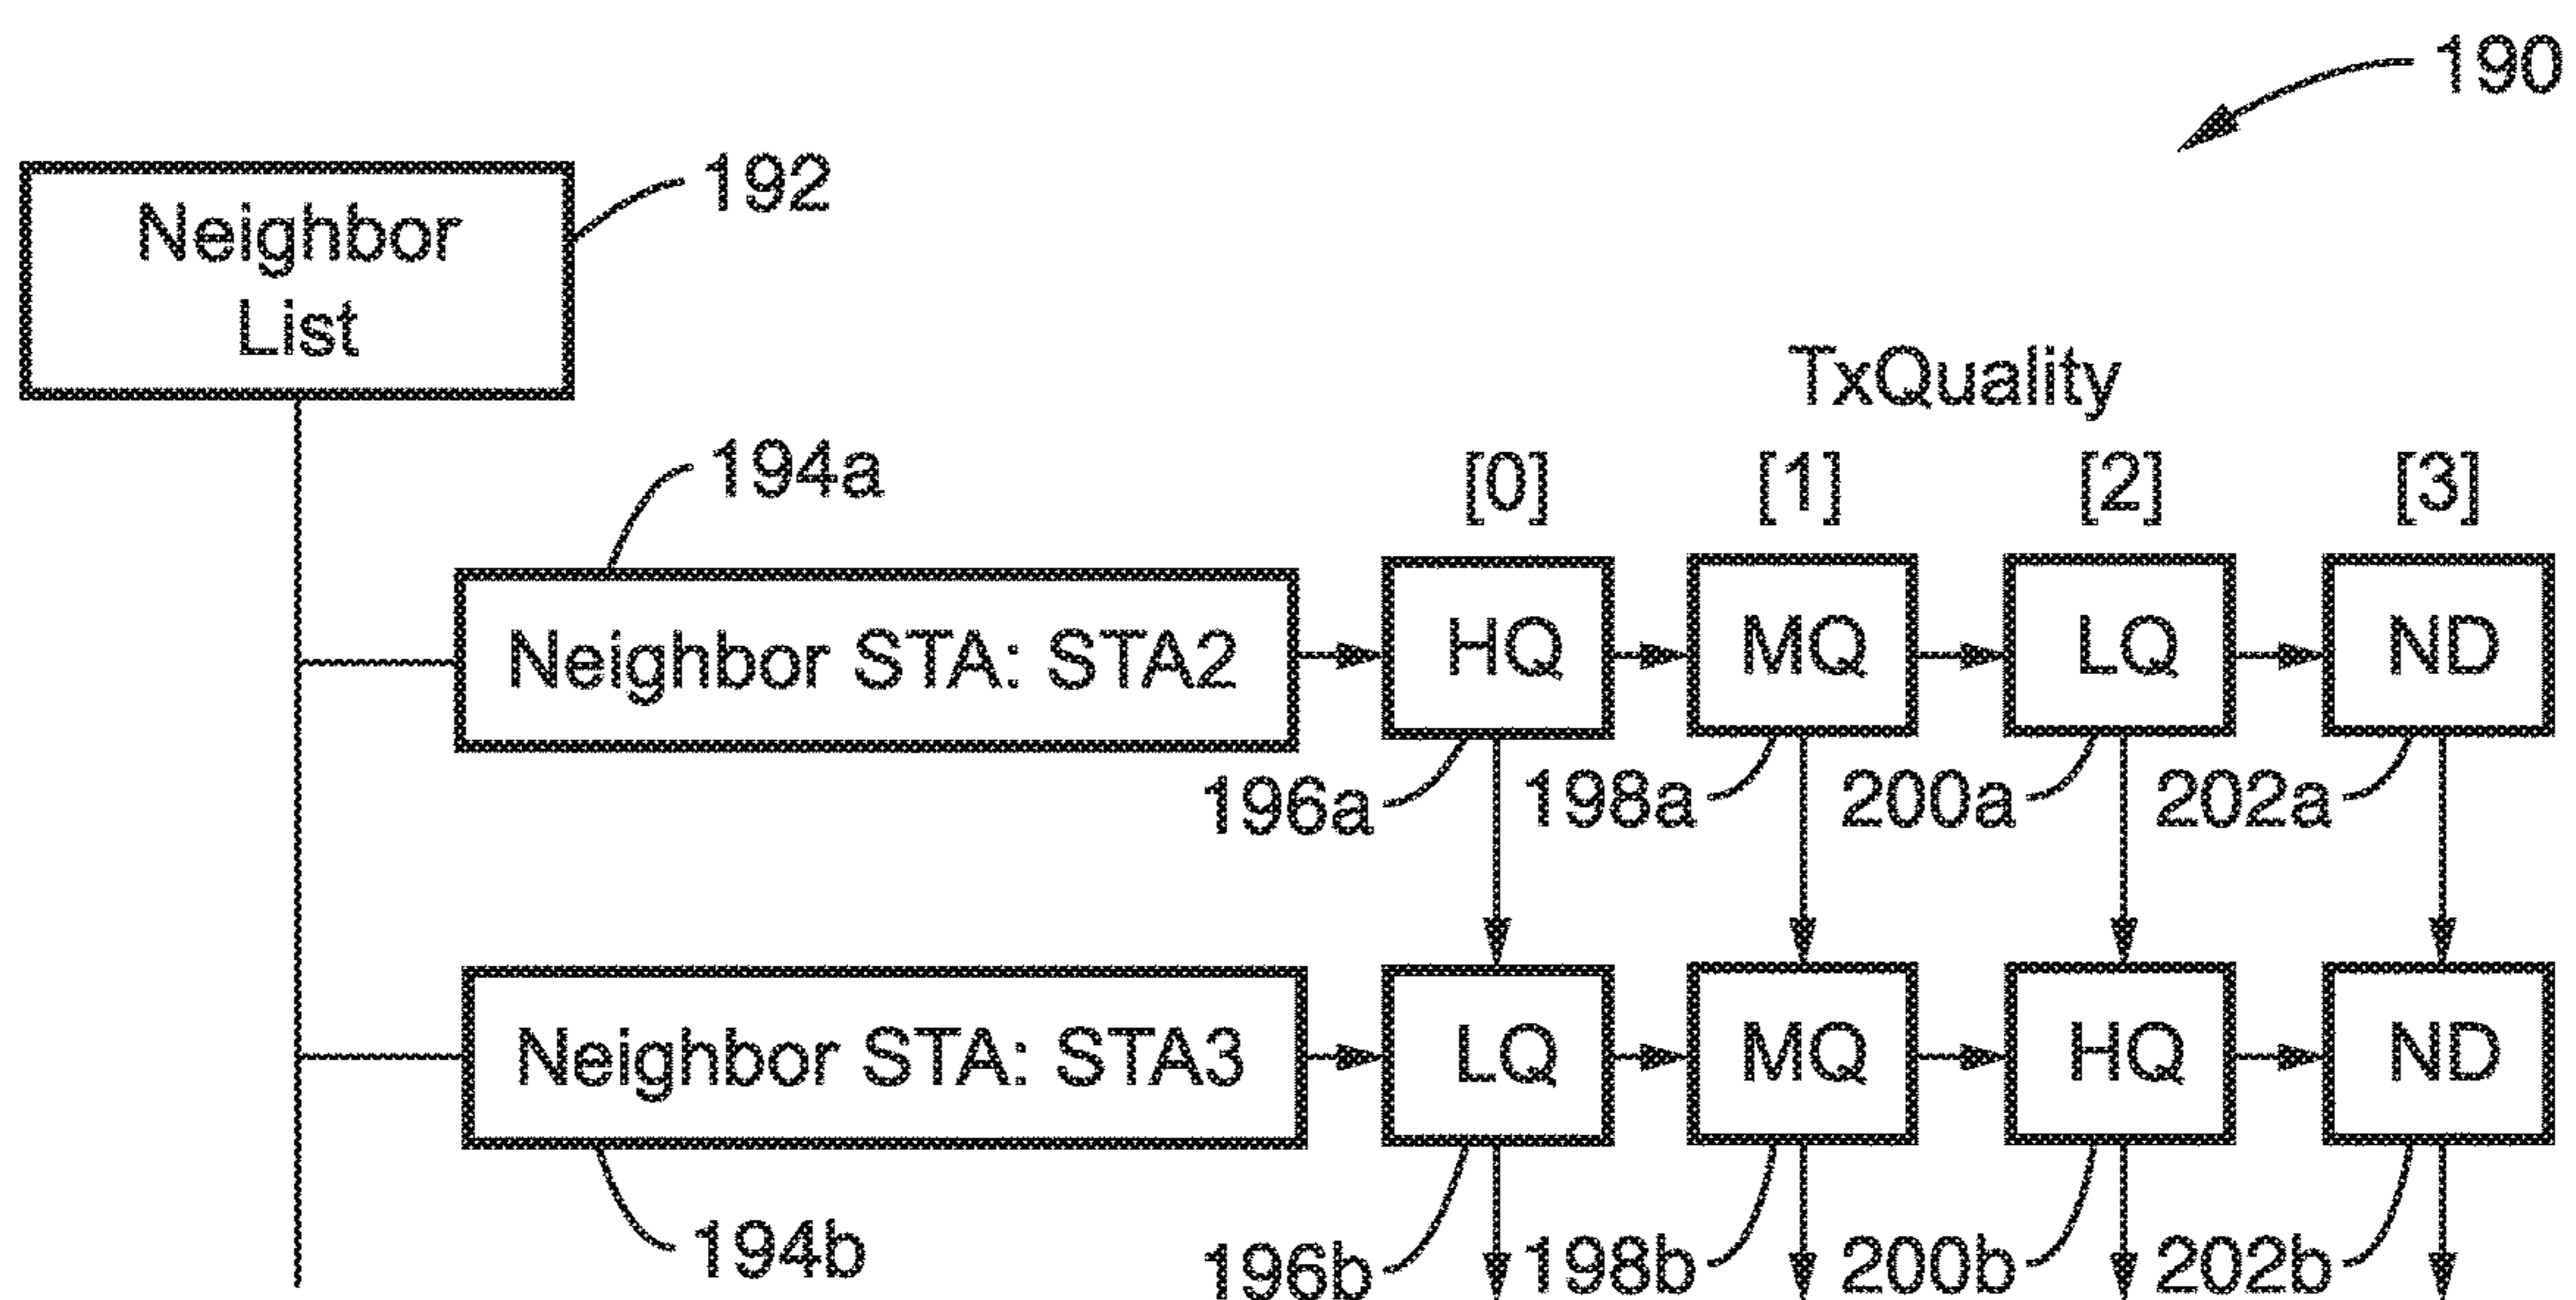 190
192
Neighbor
List
TxQuality
194a
[0] [1] [2] [3]
Neighbor STA: STA2 HQ MQ LQ ND
196a 198a 200a 202a
Neighbor STA: STA3 LQ MQ HQ ND
194b 196b 198b 200b 202b